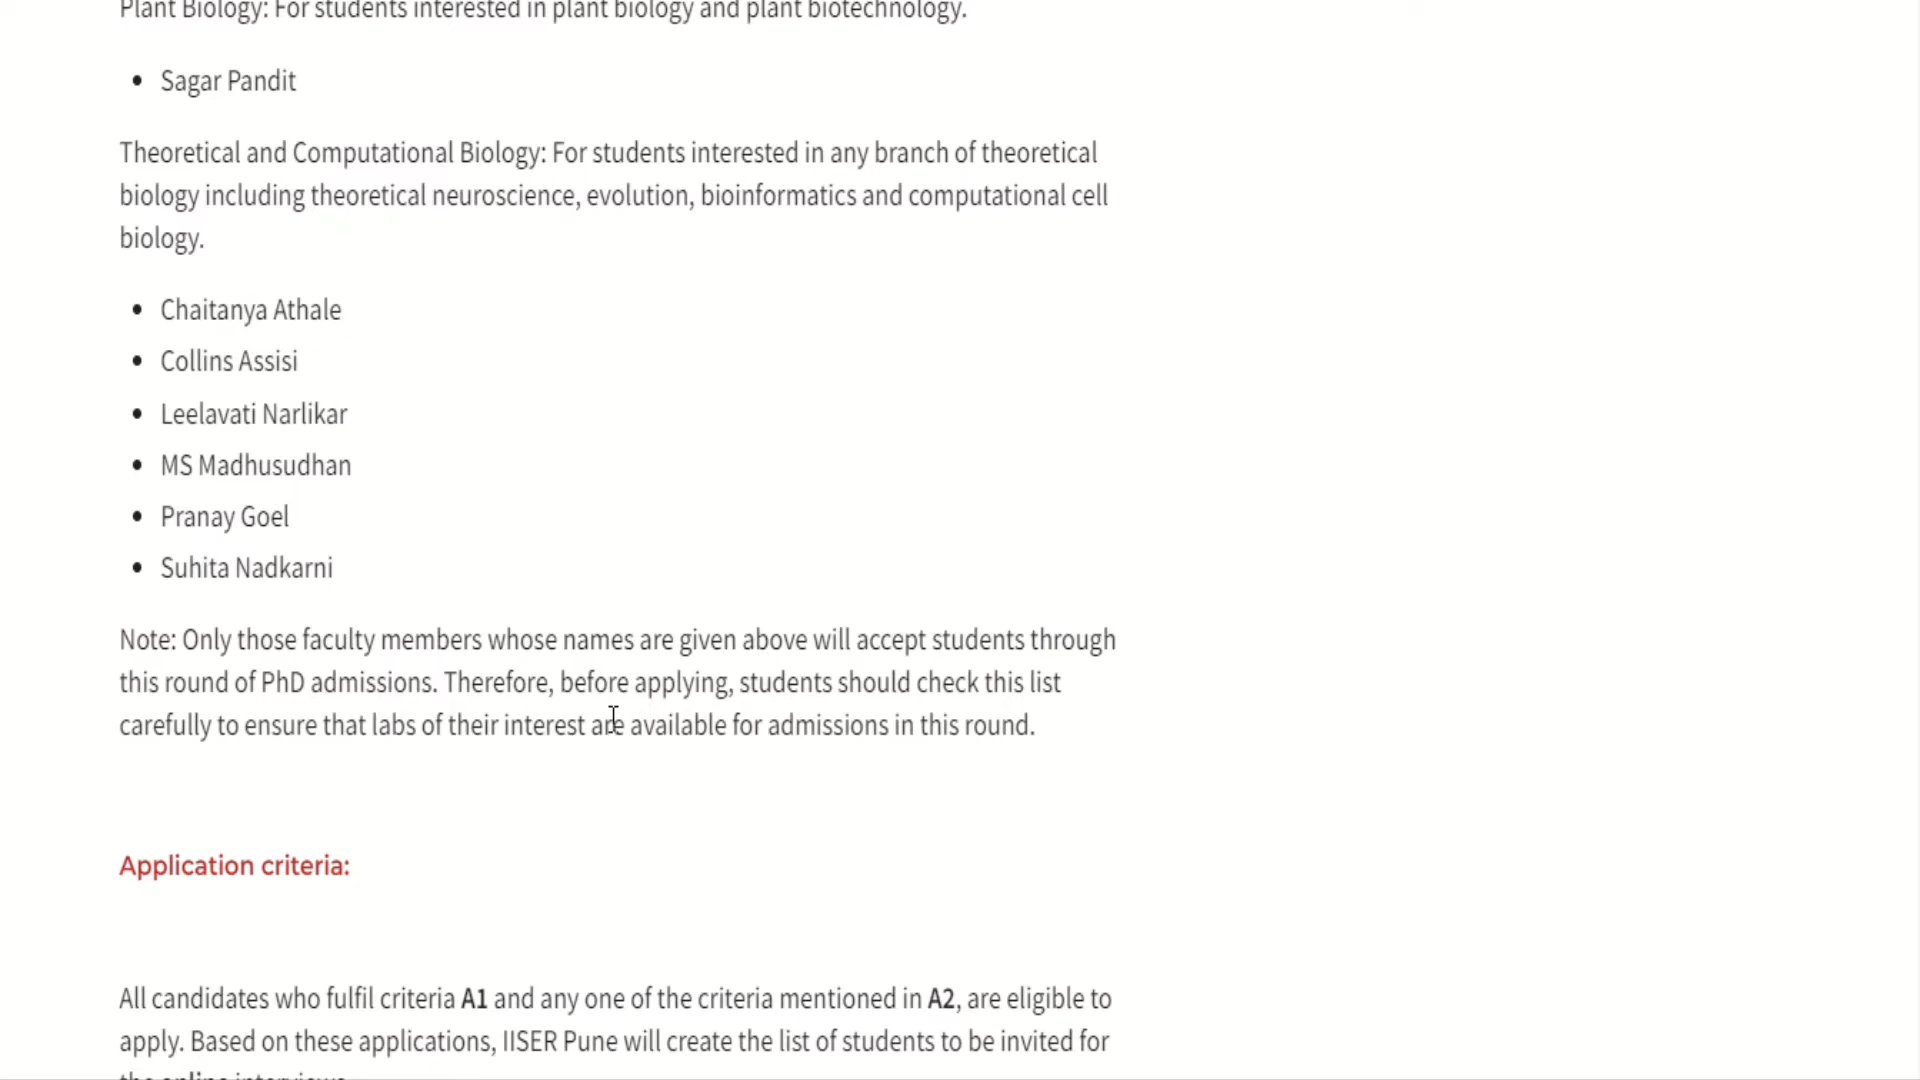 Plant Biology: For students interested in plant biology and plant biotechnology.
• Sagar Pandit
Theoretical and Computational Biology: For students interested in any branch of theoretical
biology including theoretical neuroscience, evolution, bioinformatics and computational cell
biology.
• Chaitanya Athale
• Collins Assisi
• Leelavati Narlikar
• MS Madhusudhan
• Pranay Goel
• Suhita Nadkarni
Note: Only those faculty members whose names are given above will accept students through
this round of PhD admissions. Therefore, before applying, students should check this list
carefully to ensure that labs of their interest are available for admissions in this round.
Application criteria:
All candidates who fulfil criteria A1 and any one of the criteria mentioned in A2, are eligible to
apply. Based on these applications, IISER Pune will create the list of students to be invited for
the online interviews.